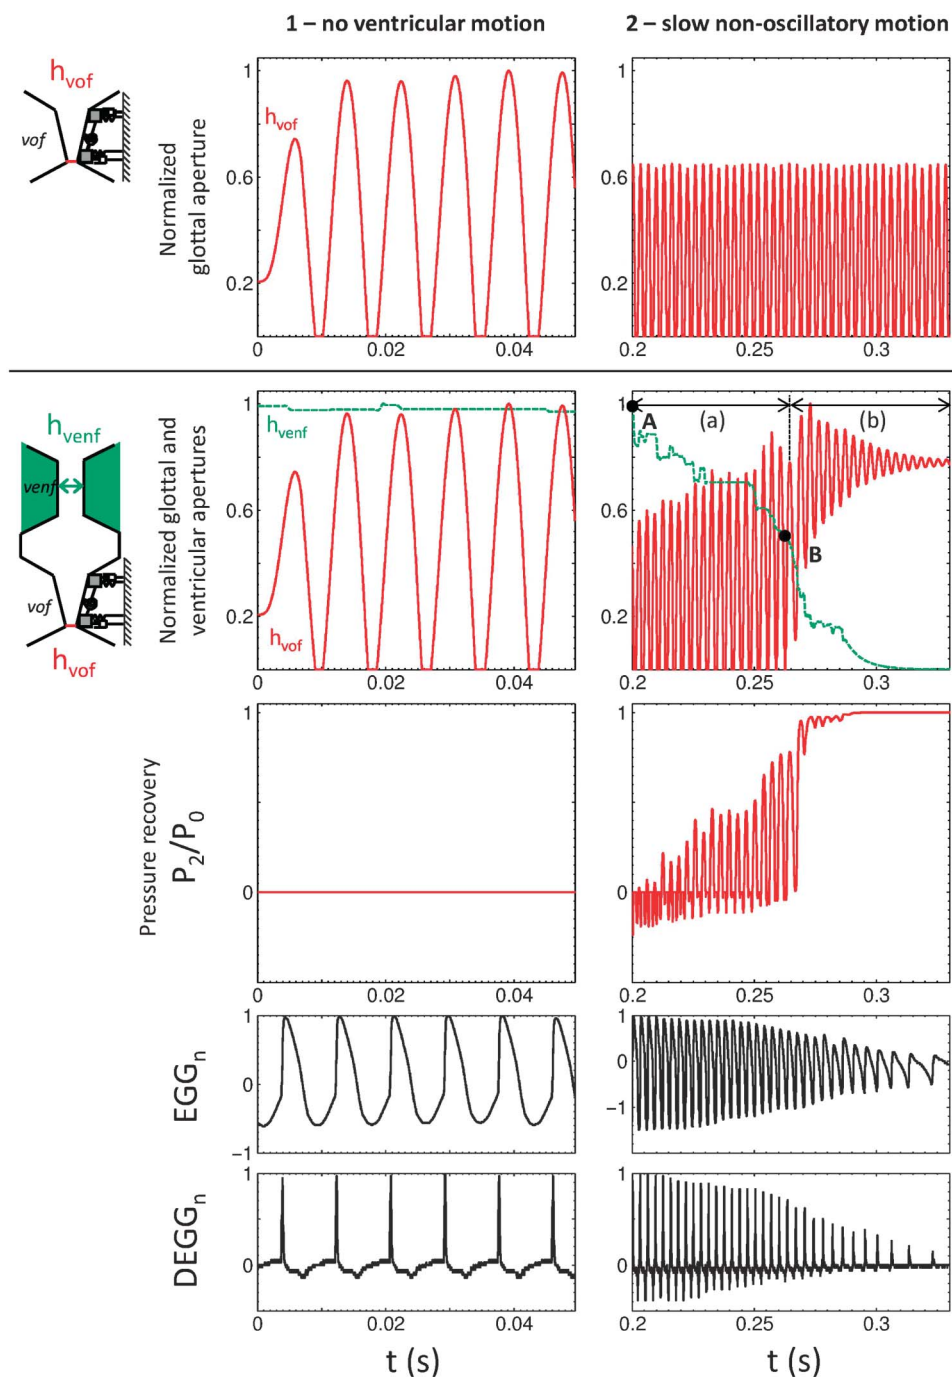 1 – no ventricular motion
2 – slow non-oscillatory motion
h_vof
vof
Normalized
glottal aperture
1
0.6
0.2
h_vof
0
0.02
0.04
1
0.6
0.2
0.2
0.25
0.3
h_venf
venf
vof
h_vof
Normalized glottal and
ventricular apertures
1
0.6
0.2
h_venf
h_vof
0
0.02
0.04
1
0.6
0.2
A
(a)
(b)
B
0.2
0.25
0.3
Pressure recovery
P₂/P₀
1
0
0
0.02
0.04
1
0
0.2
0.25
0.3
EGGₙ
1
0
−1
0
0.02
0.04
1
0
−1
0.2
0.25
0.3
DEGGₙ
1
0
0
0.02
0.04
1
0
0.2
0.25
0.3
t (s)
t (s)